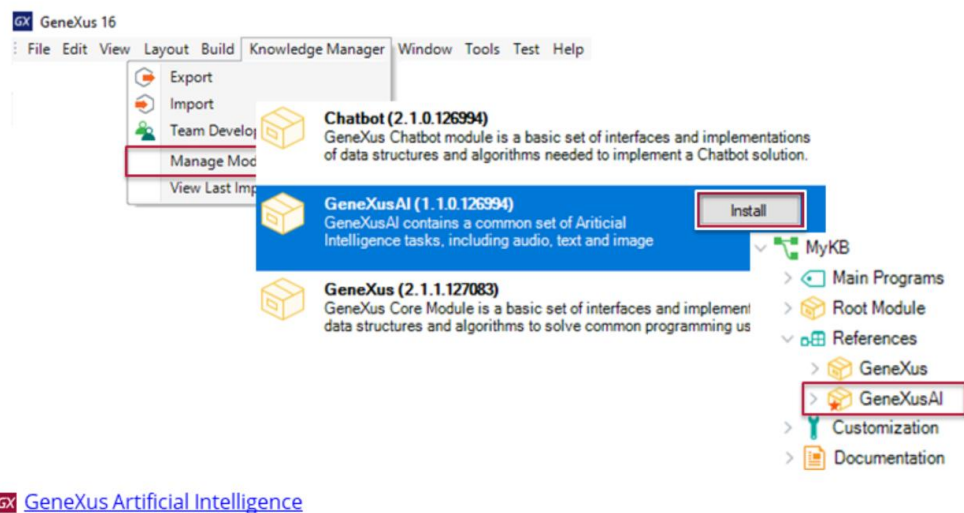 GX GeneXus 16
File Edit View Layout Build Knowledge Manager Window Tools Test Help
Export
Import
Team
Manage
View Last
Chatbot (2.1.0.126994)
GeneXus Chatbot module is a basic set of interfaces and implementations
of data structures and algorithms needed to implement a Chatbot solution.
GeneXusAI (1.1.0.126994)
GeneXusAI contains a common set of Ariticial
Intelligence tasks, including audio, text and image
Install
GeneXus (2.1.1.127083)
GeneXus Core Module is a basic set of interfaces and
data structures and algorithms to solve common programming
MyKB
Main Programs
Root Module
References
GeneXus
GeneXusAI
Customization
Documentation
GX GeneXus Artificial Intelligence